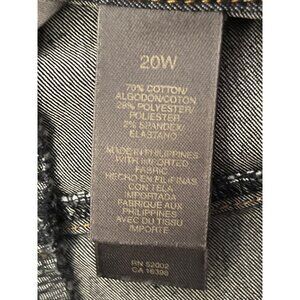 20W
70% COTTON/
ALGODON/COTON
28% POLYESTER/
POLIESTER
2% SPANDEX/
ELASTANO
MADE IN PHILIPPINES
WITH IMPORTED
FABRIC
HECHO EN FILIPINAS
CON TELA
IMPORTADA
FABRIQUE AUX
PHILIPPINES
AVEC DU TISSU
IMPORTE
RN 52002
CA 16396